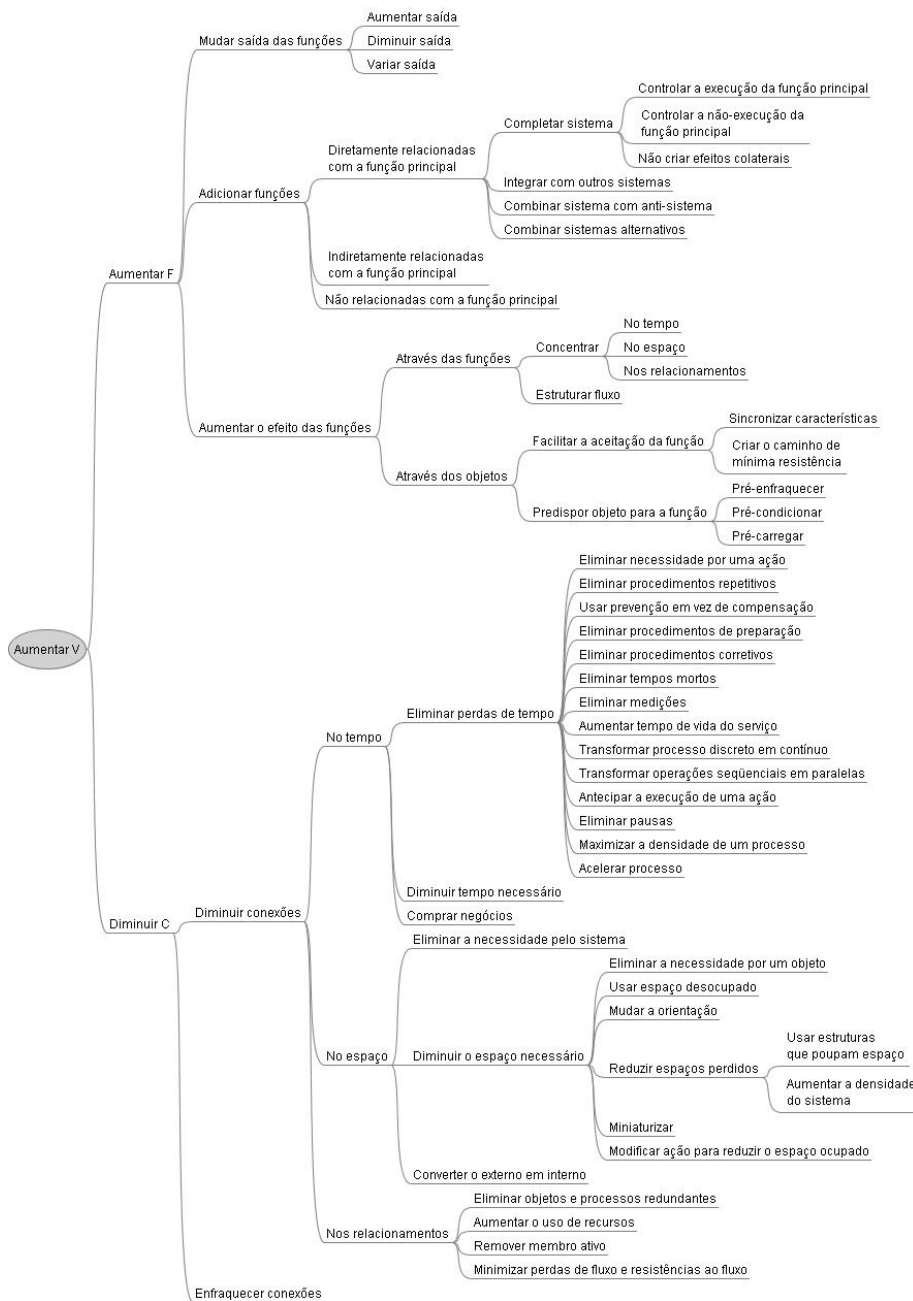 Aumentar saída
Mudar saída das funções
Diminuir saída
Variar saída
Controlar a execução da função principal
Completar sistema
Controlar a não-execução da
função principal
Não criar efeitos colaterais
Diretamente relacionadas
com a função principal
Integrar com outros sistemas
Adicionar funções
Combinar sistema com anti-sistema
Combinar sistemas alternativos
Indiretamente relacionadas
com a função principal
Aumentar F
Não relacionadas com a função principal
No tempo
Concentrar
No espaço
Através das funções
Nos relacionamentos
Estruturar fluxo
Aumentar o efeito das funções
Sincronizar características
Facilitar a aceitação da função
Criar o caminho de
mínima resistência
Através dos objetos
Pré-enfraquecer
Predispor objeto para a função
Pré-condicionar
Pré-carregar
Aumentar V
Eliminar necessidade por uma ação
Eliminar procedimentos repetitivos
Usar prevenção em vez de compensação
Eliminar procedimentos de preparação
Eliminar procedimentos corretivos
Eliminar tempos mortos
Eliminar medições
Eliminar perdas de tempo
Aumentar tempo de vida do serviço
No tempo
Transformar processo discreto em contínuo
Transformar operações seqüenciais em paralelas
Antecipar a execução de uma ação
Eliminar pausas
Maximizar a densidade de um processo
Acelerar processo
Diminuir tempo necessário
Diminuir C
Diminuir conexões
Comprar negócios
Eliminar a necessidade pelo sistema
Eliminar a necessidade por um objeto
Usar espaço desocupado
Mudar a orientação
No espaço
Diminuir o espaço necessário
Usar estruturas
que poupam espaço
Reduzir espaços perdidos
Aumentar a densidade
do sistema
Miniaturizar
Modificar ação para reduzir o espaço ocupado
Converter o externo em interno
Eliminar objetos e processos redundantes
Nos relacionamentos
Aumentar o uso de recursos
Remover membro ativo
Minimizar perdas de fluxo e resistências ao fluxo
Enfraquecer conexões